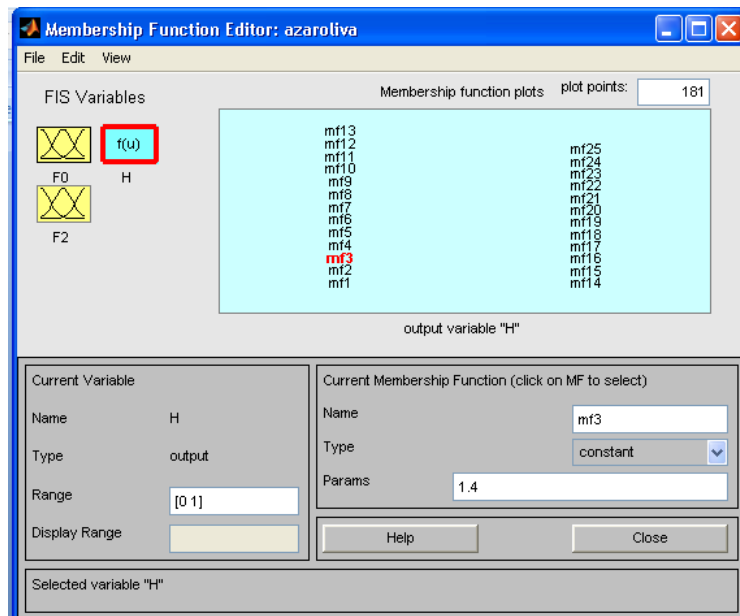 Membership Function Editor: azaroliva
File Edit View
FIS Variables
F0
f(u)
H
F2
Membership function plots
plot points:
181
mf13
mf12
mf11
mf10
mf9
mf8
mf7
mf6
mf5
mf4
mf3
mf2
mf1
mf25
mf24
mf23
mf22
mf21
mf20
mf19
mf18
mf17
mf16
mf15
mf14
output variable "H"
Current Variable
Name H
Type output
Range [0 1]
Display Range
Current Membership Function (click on MF to select)
Name mf3
Type constant
Params 1.4
Help
Close
Selected variable "H"